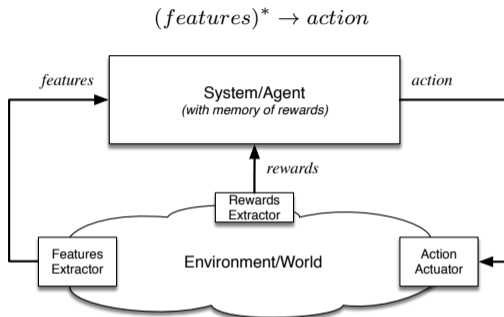 (features)* → action
features
System/Agent
(with memory of rewards)
action
rewards
Rewards
Extractor
Features
Extractor
Environment/World
Action
Actuator